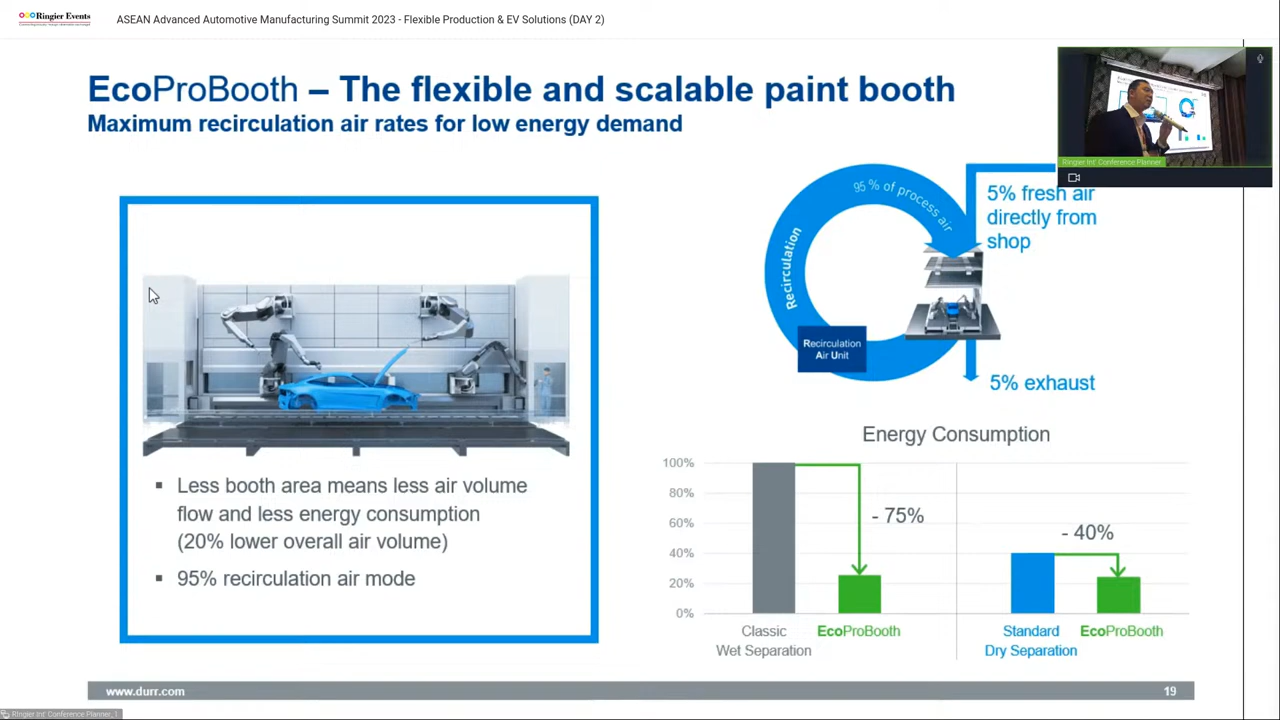 Ringier Events
ASEAN Advanced Automotive Manufacturing Summit 2023 - Flexible Production & EV Solutions (DAY 2)
EcoProBooth – The flexible and scalable paint booth
Maximum recirculation air rates for low energy demand
Ringier Int' Conference Planner
95 % of process air
Recirculation
Recirculation
Air Unit
5% fresh air
directly from
shop
5% exhaust
▪ Less booth area means less air volume
flow and less energy consumption
(20% lower overall air volume)
▪ 95% recirculation air mode
Energy Consumption
100%
80%
60%
40%
20%
0%
- 75%
- 40%
Classic
Wet Separation
EcoProBooth
Standard
Dry Separation
EcoProBooth
www.durr.com
19
Ringier Int' Conference Planner_1